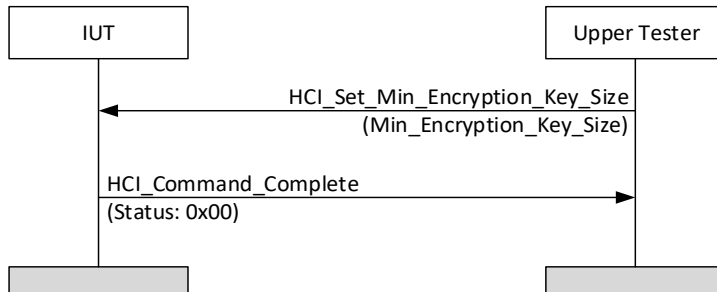 IUT
Upper Tester
HCI_Set_Min_Encryption_Key_Size
(Min_Encryption_Key_Size)
HCI_Command_Complete
(Status: 0x00)